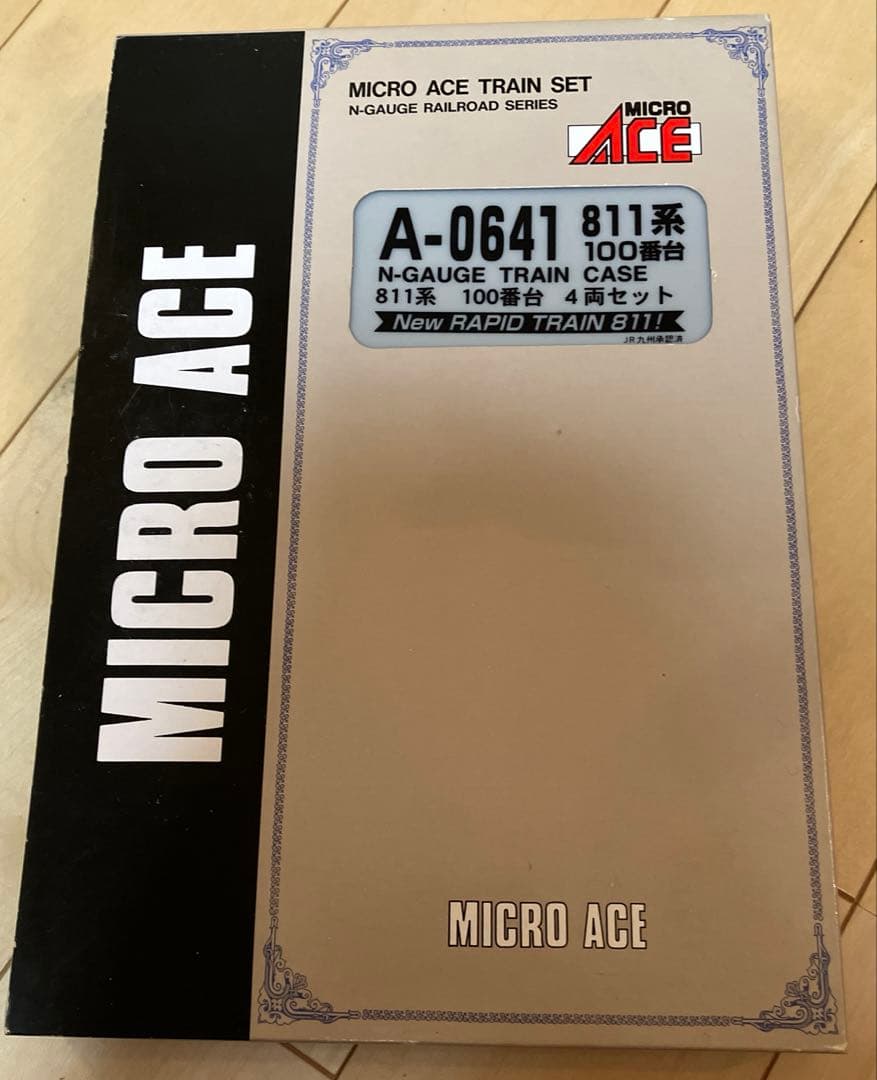 MICRO ACE
MICRO ACE TRAIN SET
N-GAUGE RAILROAD SERIES
MICRO
ACE
A-0641 811系
100番台
N-GAUGE TRAIN CASE
811系 100番台 4両セット
New RAPID TRAIN 811!
JR九州承認済
MICRO ACE